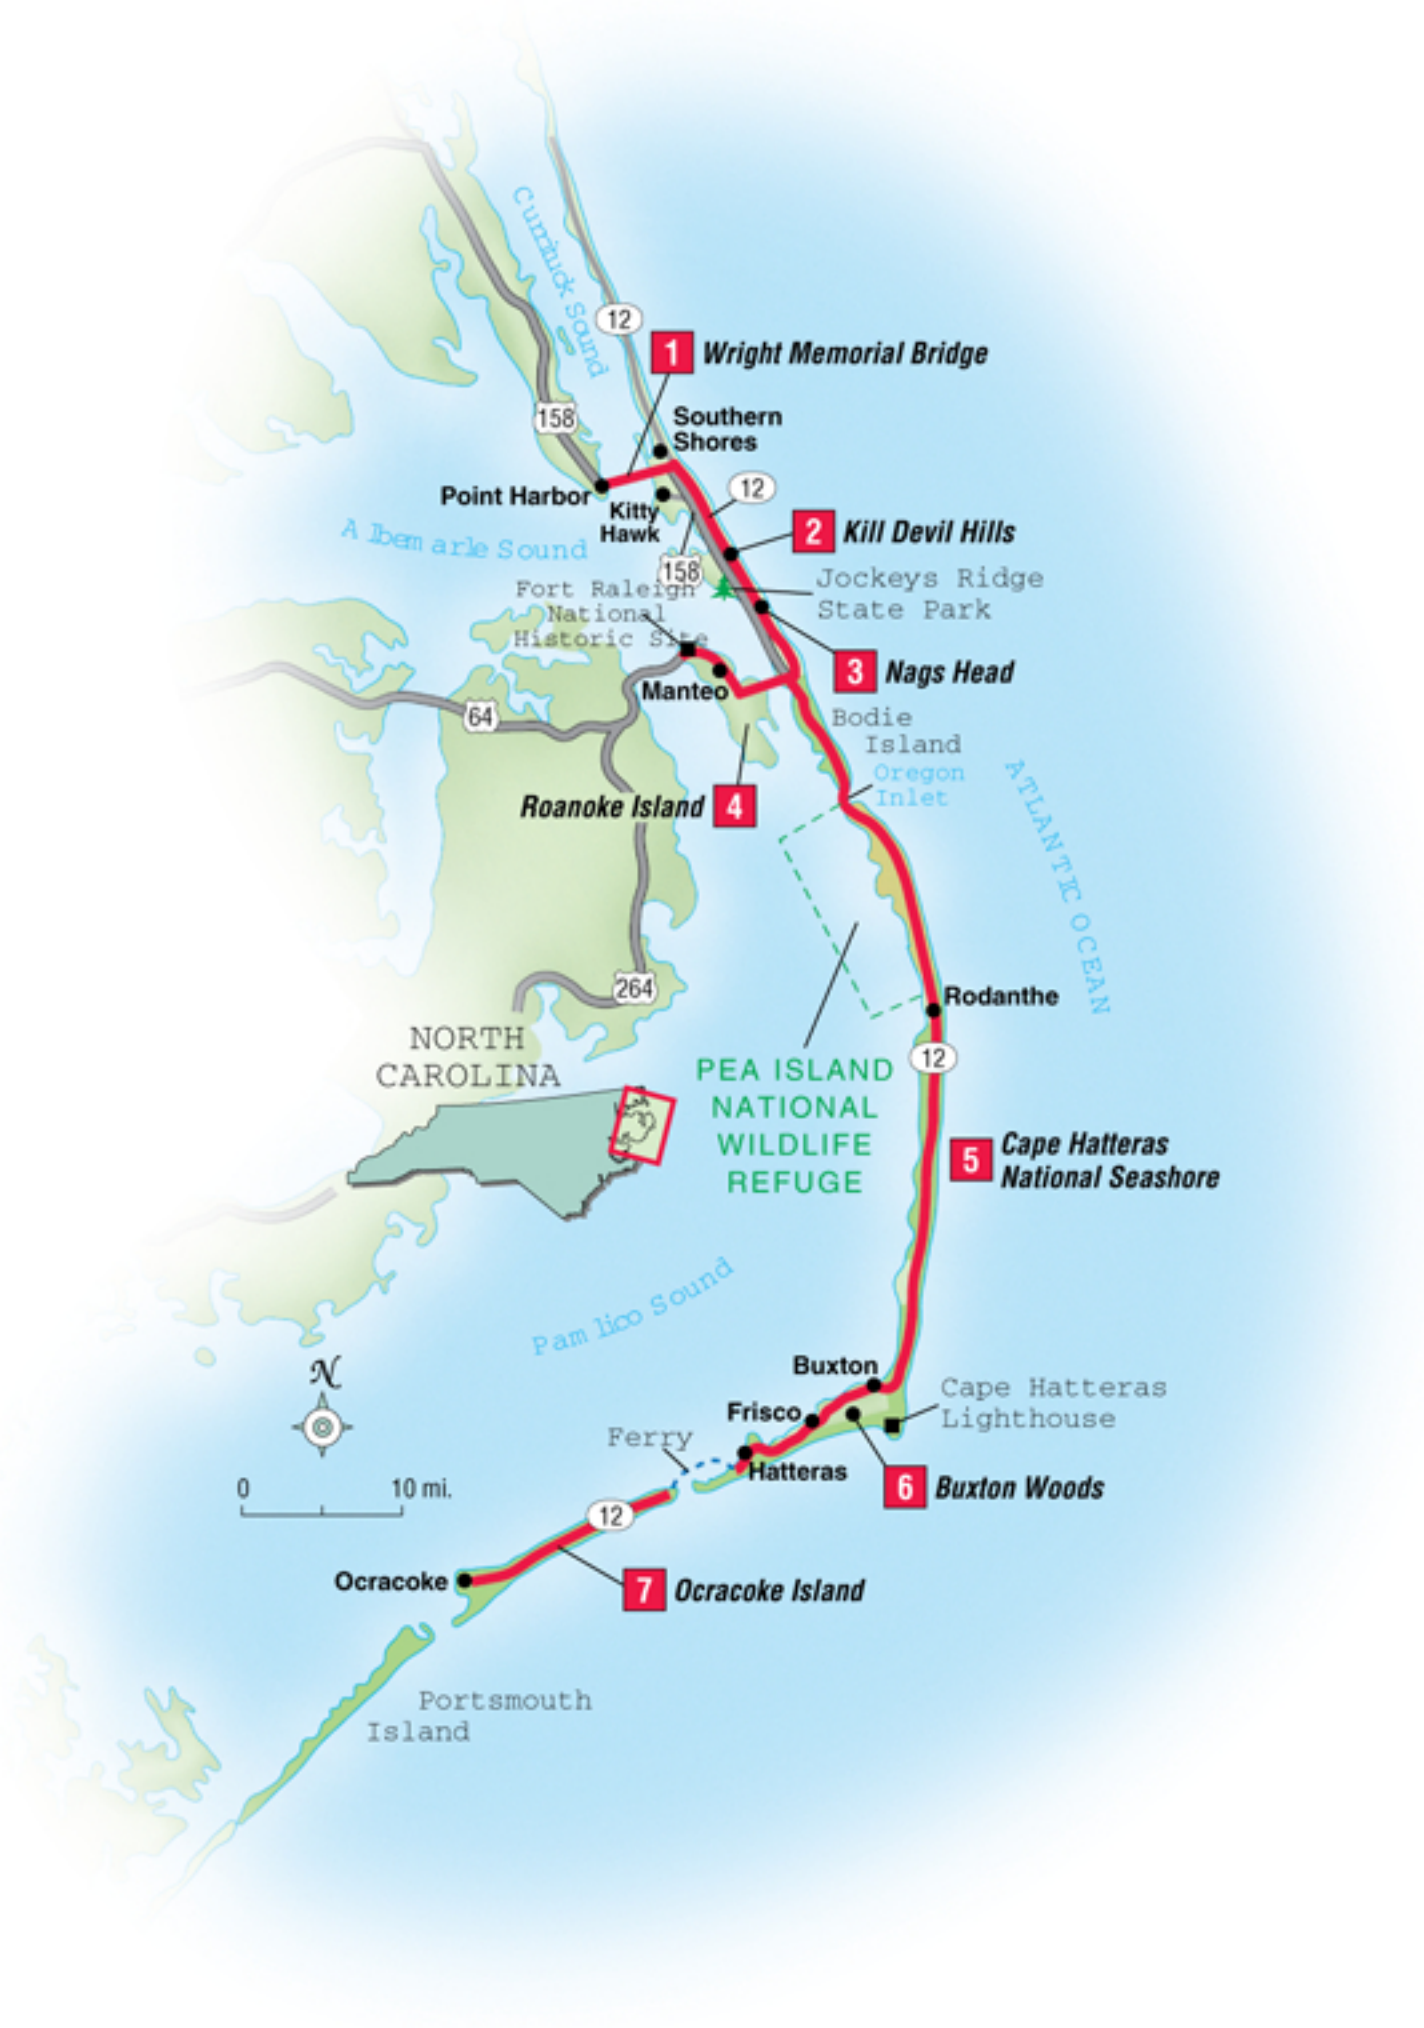 Currituck Sound
12
1 Wright Memorial Bridge
158
Southern
Shores
Point Harbor
12
Kitty
Hawk
2 Kill Devil Hills
Albemarle Sound
158
Jockeys Ridge
State Park
Fort Raleigh
National
Historic Site
3 Nags Head
Manteo
64
Bodie
Island
Oregon
Inlet
ATLANTIC OCEAN
Roanoke Island 4
264
Rodanthe
NORTH
CAROLINA
12
PEA ISLAND
NATIONAL
WILDLIFE
REFUGE
5 Cape Hatteras
National Seashore
Pamlico Sound
N
Buxton
Cape Hatteras
Lighthouse
Frisco
Ferry
Hatteras
0 10 mi.
6 Buxton Woods
12
Ocracoke
7 Ocracoke Island
Portsmouth
Island